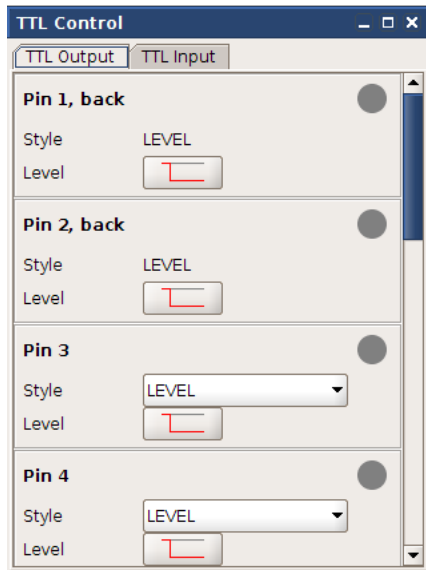 TTL Control
TTL Output TTL Input
Pin 1, back
Style LEVEL
Level
Pin 2, back
Style LEVEL
Level
Pin 3
Style LEVEL
Level
Pin 4
Style LEVEL
Level